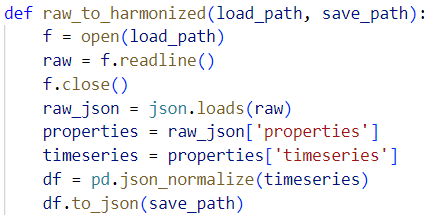 def raw_to_harmonized(load_path, save_path):
    f = open(load_path)
    raw = f.readline()
    f.close()
    raw_json = json.loads(raw)
    properties = raw_json['properties']
    timeseries = properties['timeseries']
    df = pd.json_normalize(timeseries)
    df.to_json(save_path)